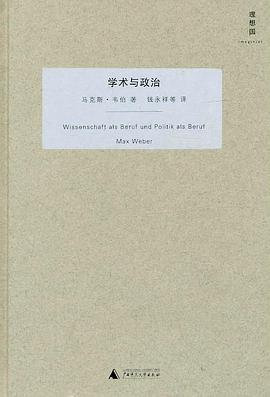 理想国
imaginist
学术与政治
马克斯·韦伯 著 钱永祥等 译
Wissenschaft als Beruf und Politik als Beruf
Max Weber
广西师范大学出版社